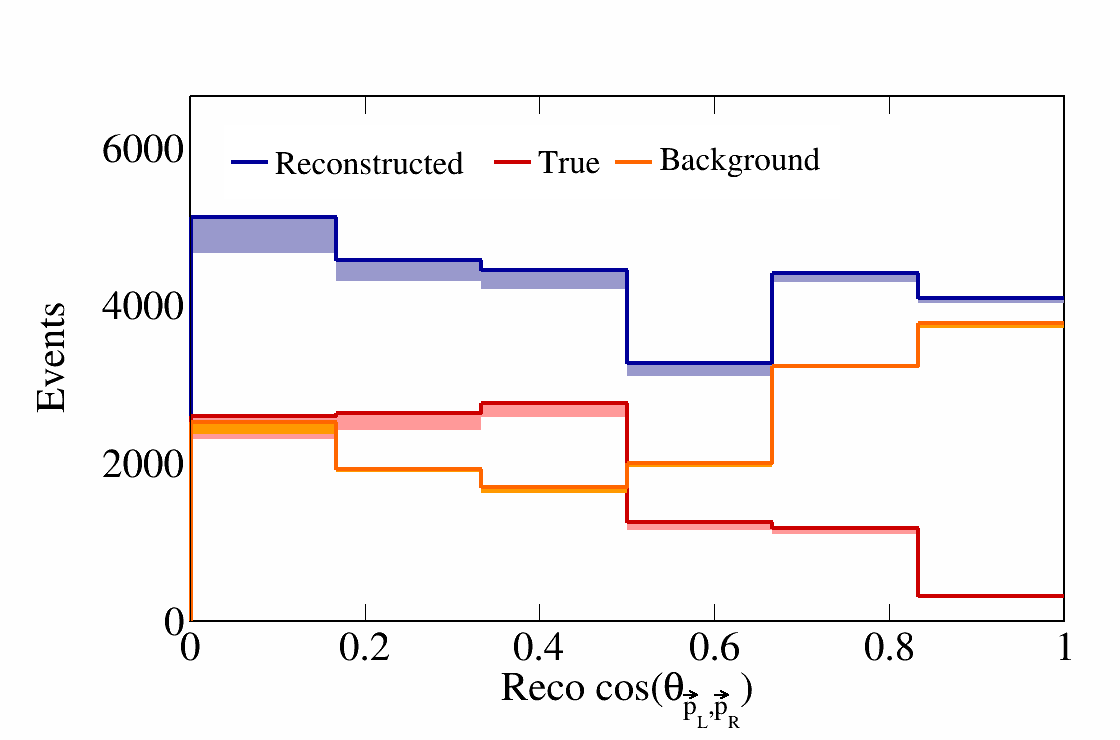 6000
Reconstructed True Background
4000
Events
2000
0
0 0.2 0.4 0.6 0.8 1
Reco cos(θp⃗L,p⃗R)